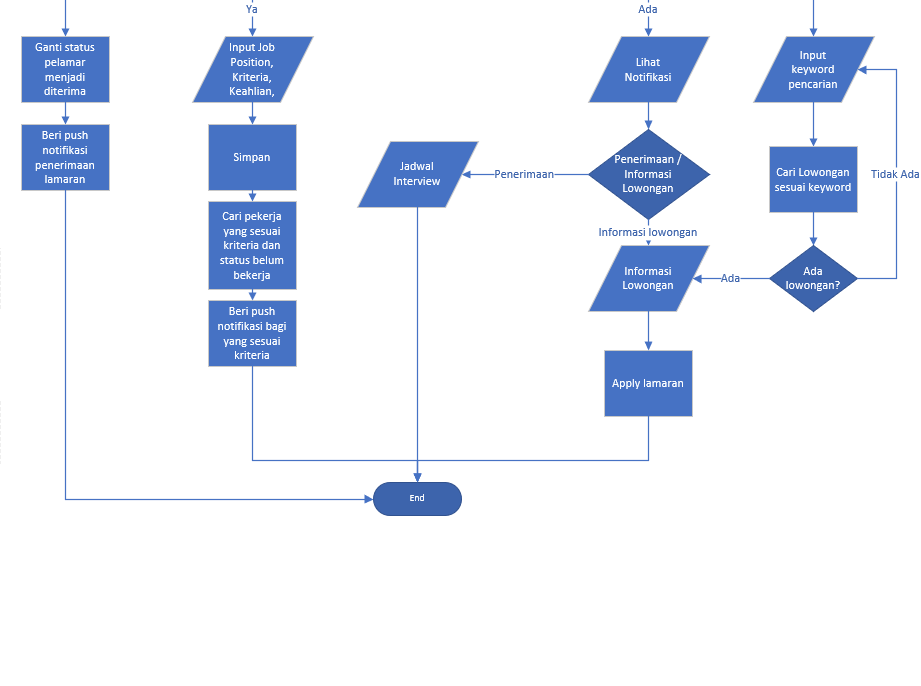 Ya
Ada
Ganti status
pelamar
menjadi
diterima
Input Job
Position,
Kriteria,
Keahlian,
Lihat
Notifikasi
Input
keyword
pencarian
Beri push
notifikasi
penerimaan
lamaran
Simpan
Jadwal
Interview
Penerimaan
Penerimaan /
Informasi
Lowongan
Cari Lowongan
sesuai keyword
Tidak Ada
Cari pekerja
yang sesuai
kriteria dan
status belum
bekerja
Informasi lowongan
Informasi
Lowongan
Ada
Ada
lowongan?
Beri push
notifikasi bagi
yang sesuai
kriteria
Apply lamaran
End